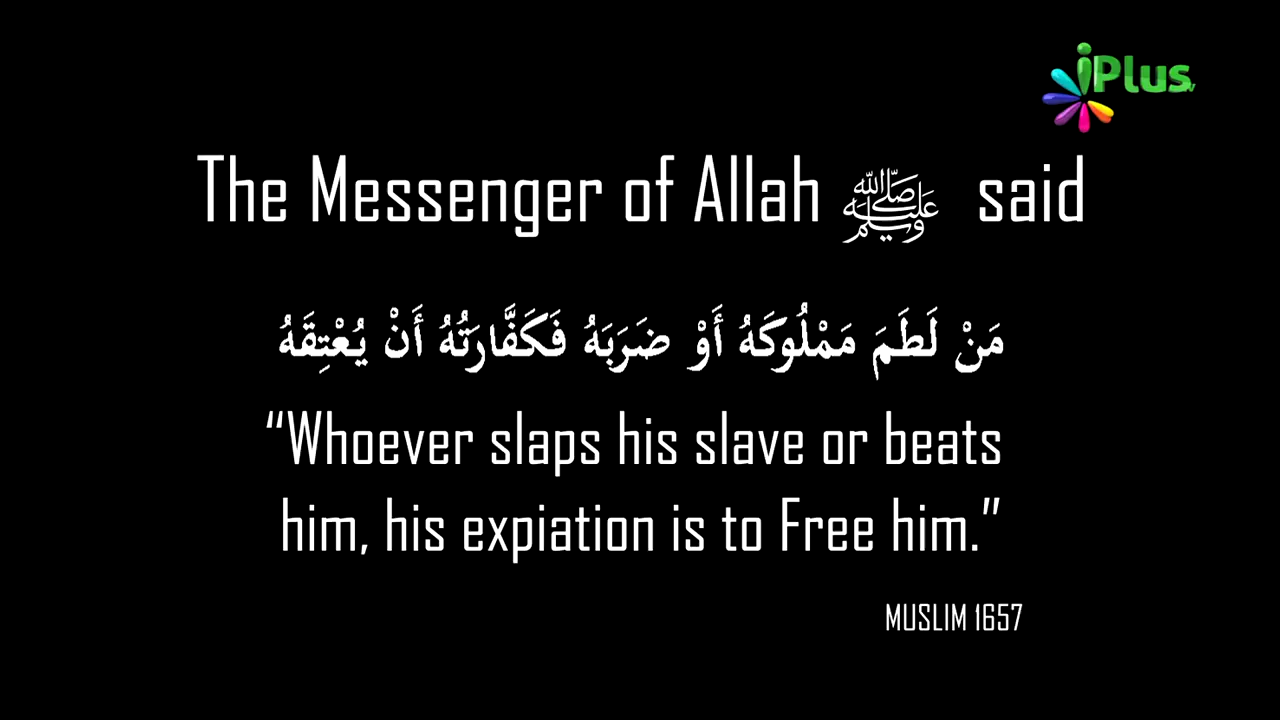 iPlus
The Messenger of Allah ﷺ said
مَنْ لَطَمَ مَمْلُوكَهُ أَوْ ضَرَبَهُ فَكَفَّارَتُهُ أَنْ يُعْتِقَهُ
“Whoever slaps his slave or beats
him, his expiation is to Free him.”
MUSLIM 1657